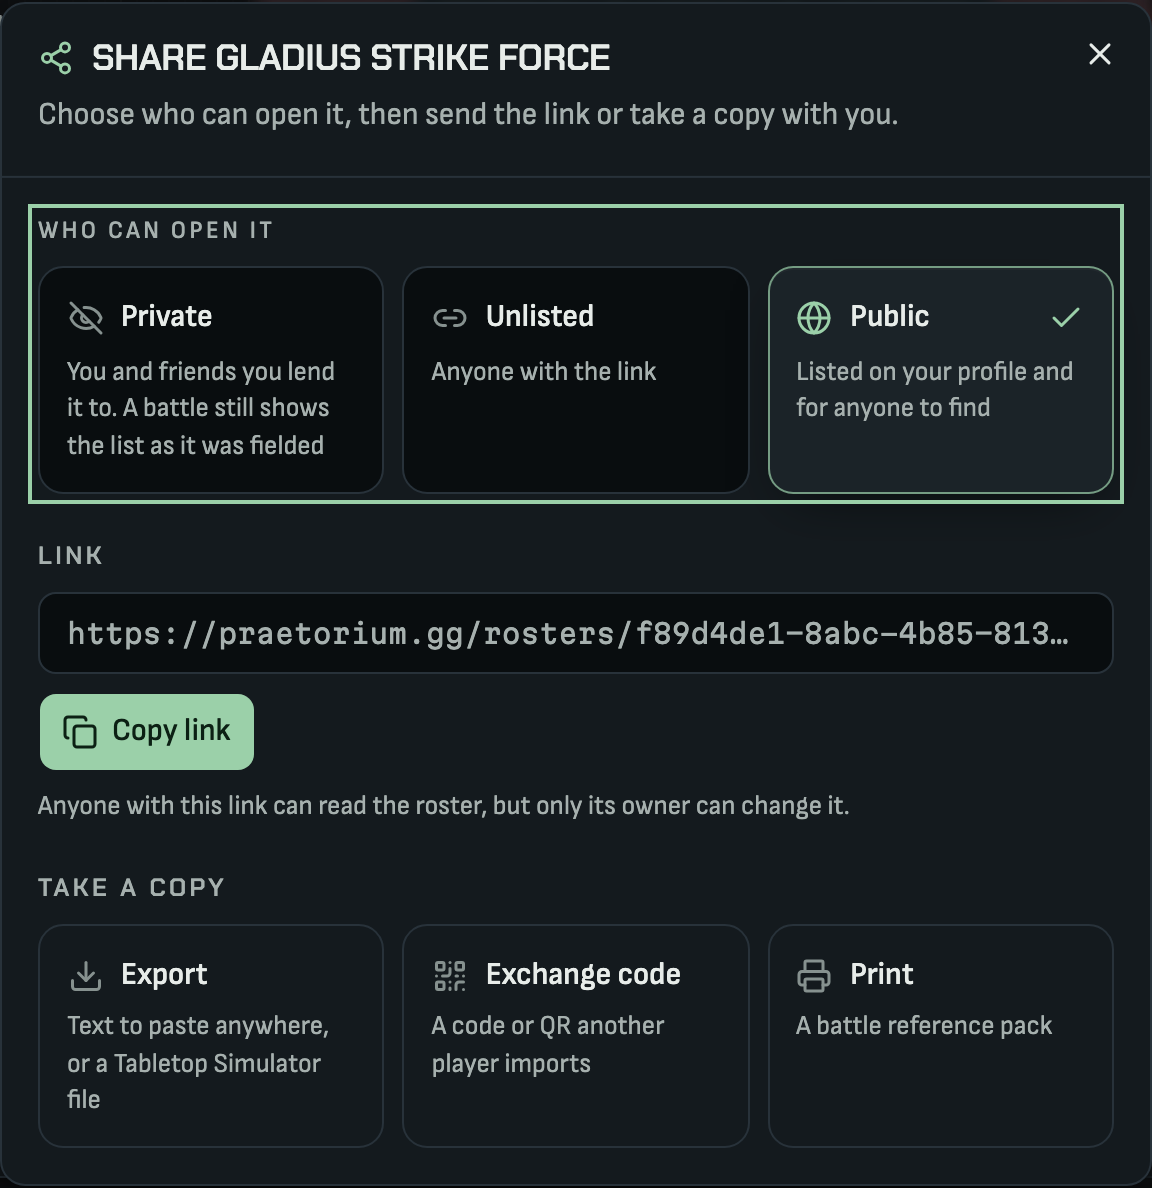 SHARE GLADIUS STRIKE FORCE
Choose who can open it, then send the link or take a copy with you.
WHO CAN OPEN IT
Private
You and friends you lend
it to. A battle still shows
the list as it was fielded
Unlisted
Anyone with the link
Public
Listed on your profile and
for anyone to find
LINK
https://praetorium.gg/rosters/f89d4de1-8abc-4b85-813…
Copy link
Anyone with this link can read the roster, but only its owner can change it.
TAKE A COPY
Export
Text to paste anywhere,
or a Tabletop Simulator
file
Exchange code
A code or QR another
player imports
Print
A battle reference pack